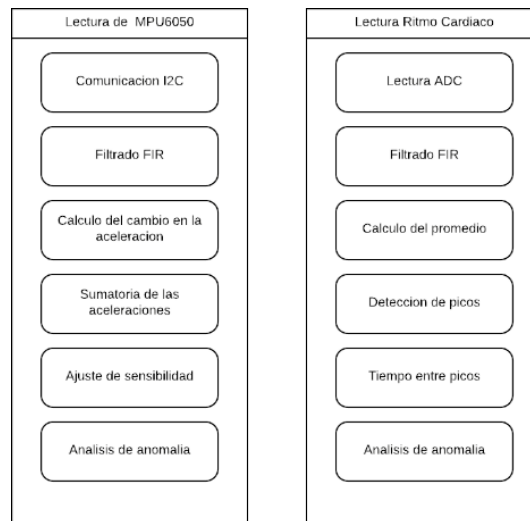 Lectura de MPU6050
Comunicacion I2C
Filtrado FIR
Calculo del cambio en la
aceleracion
Sumatoria de las
aceleraciones
Ajuste de sensibilidad
Analisis de anomalia
Lectura Ritmo Cardiaco
Lectura ADC
Filtrado FIR
Calculo del promedio
Deteccion de picos
Tiempo entre picos
Analisis de anomalia